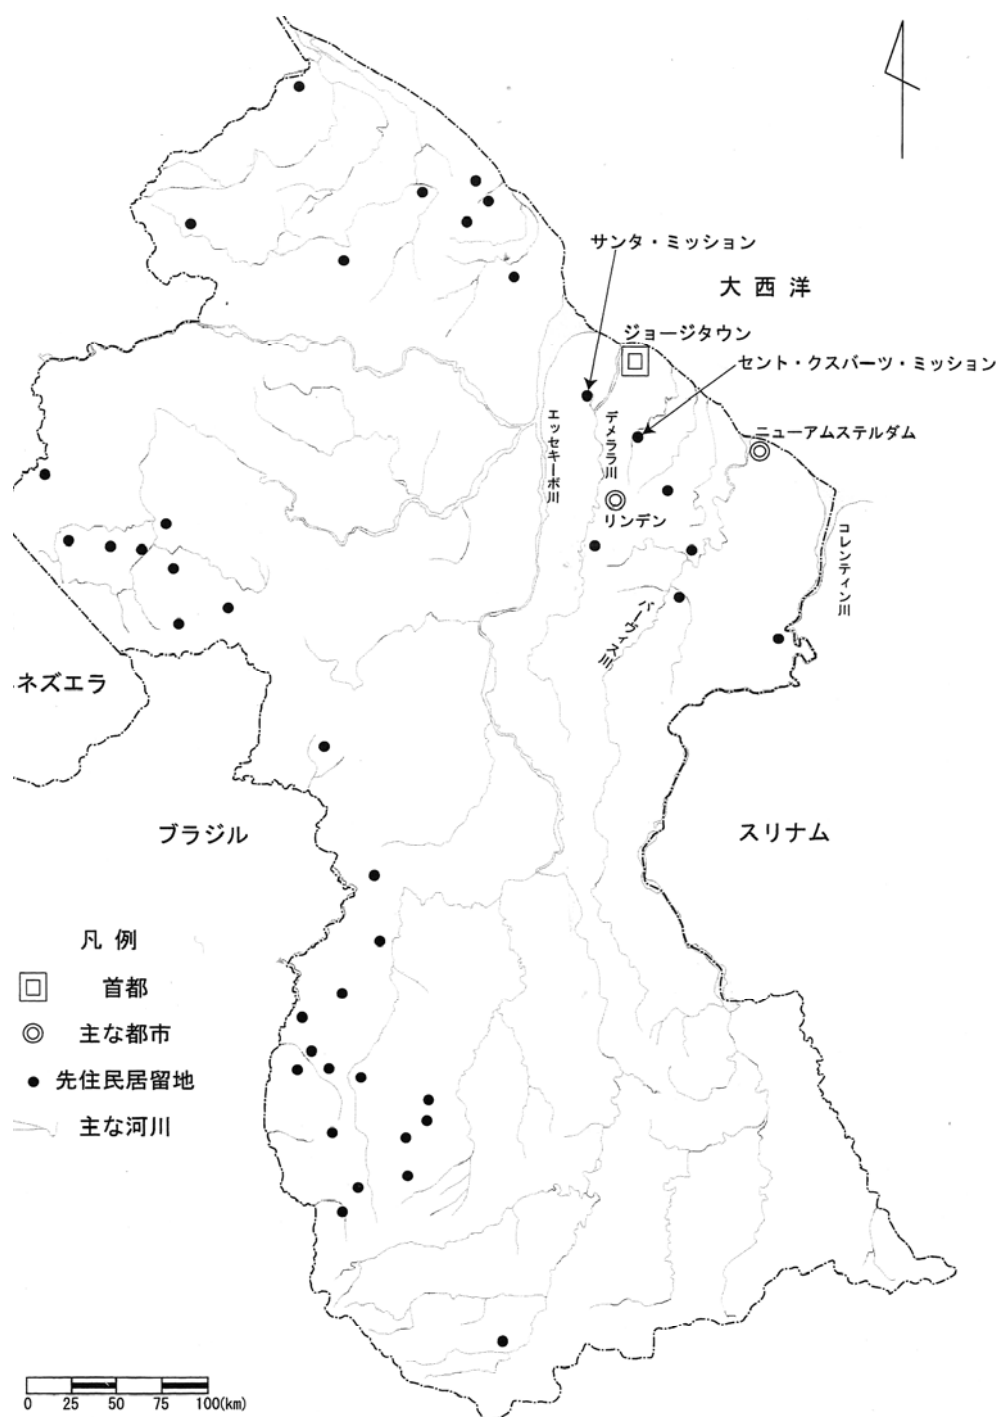 サンタ・ミッション
大西洋
ジョージタウン
セント・クスバーツ・ミッション
エッセキーボ川
デメララ川
ニューアムステルダム
リンデン
コレンティン川
バーヴィス川
ネズエラ
ブラジル
スリナム
凡例
首都
主な都市
先住民居留地
主な河川
0 25 50 75 100(km)